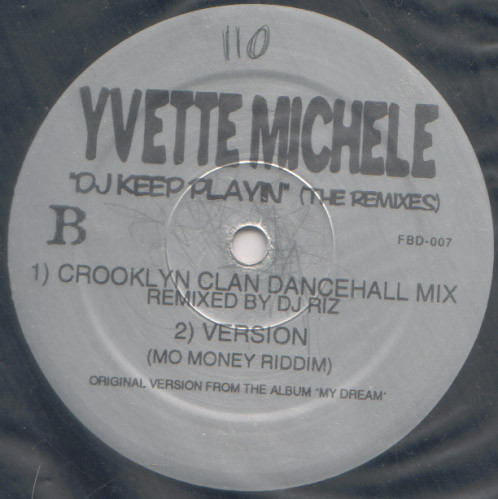 110
YVETTE MICHELE
"DJ KEEP PLAYIN" (THE REMIXES)
B
FBD-007
1) CROOKLYN CLAN DANCEHALL MIX
REMIXED BY DJ RIZ
2) VERSION
(MO MONEY RIDDIM)
ORIGINAL VERSION FROM THE ALBUM "MY DREAM"